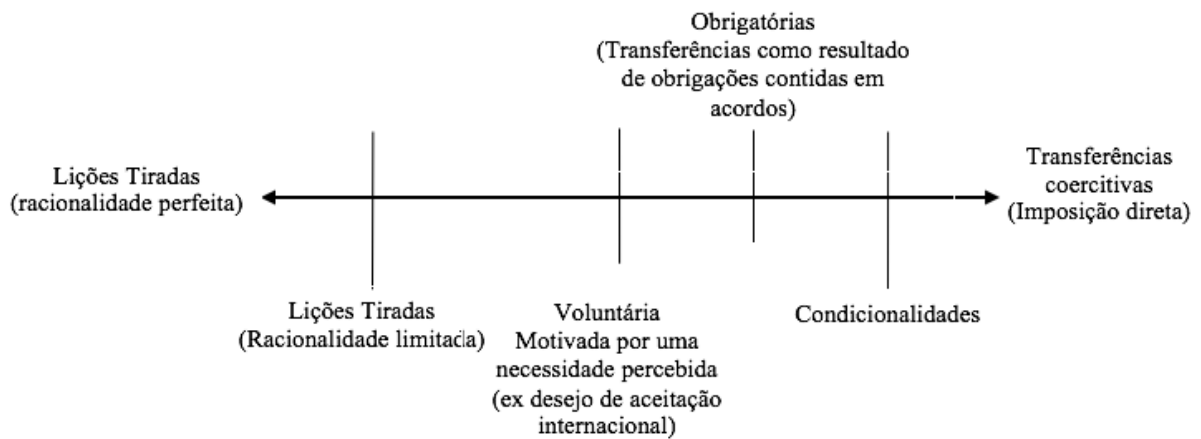 Obrigatórias
(Transferências como resultado
de obrigações contidas em
acordos)
Lições Tiradas
(racionalidade perfeita)
Transferências
coercitivas
(Imposição direta)
Lições Tiradas
(Racionalidade limitada)
Voluntária
Motivada por uma
necessidade percebida
(ex desejo de aceitação
internacional)
Condicionalidades